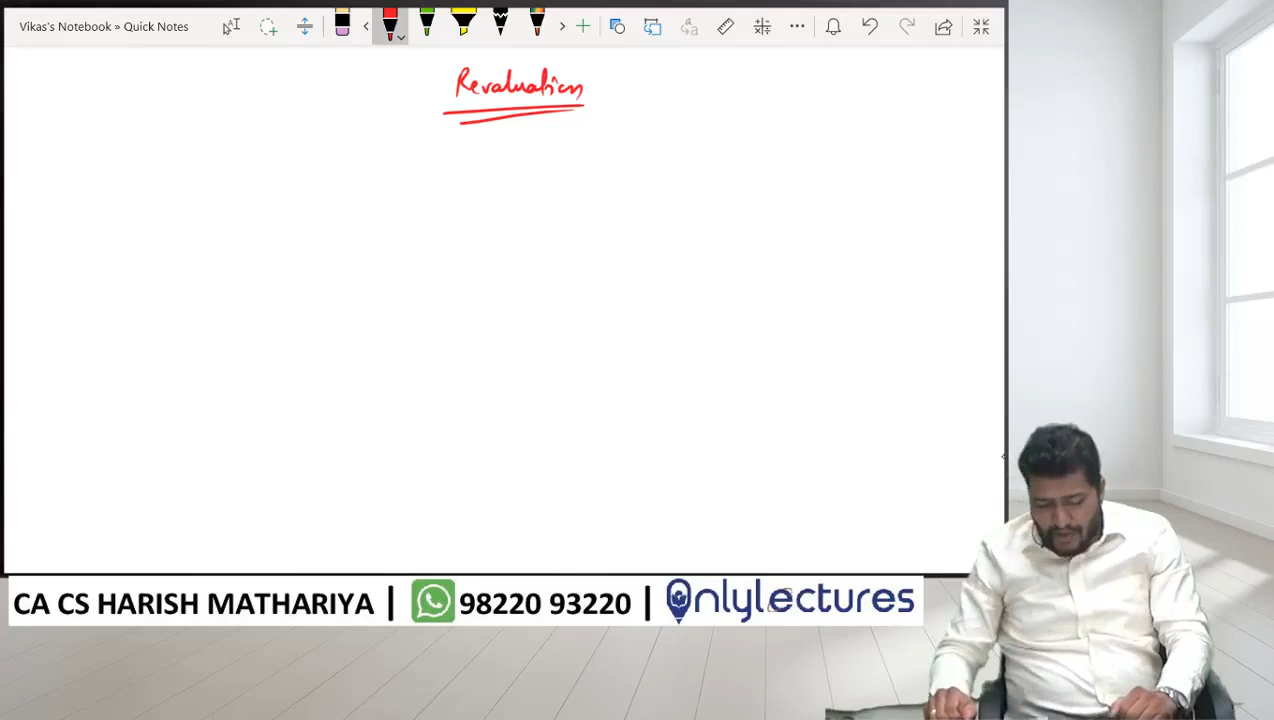 Vikas's Notebook » Quick Notes
Revaluation
CA CS HARISH MATHARIYA | 98220 93220 | Onlylectures